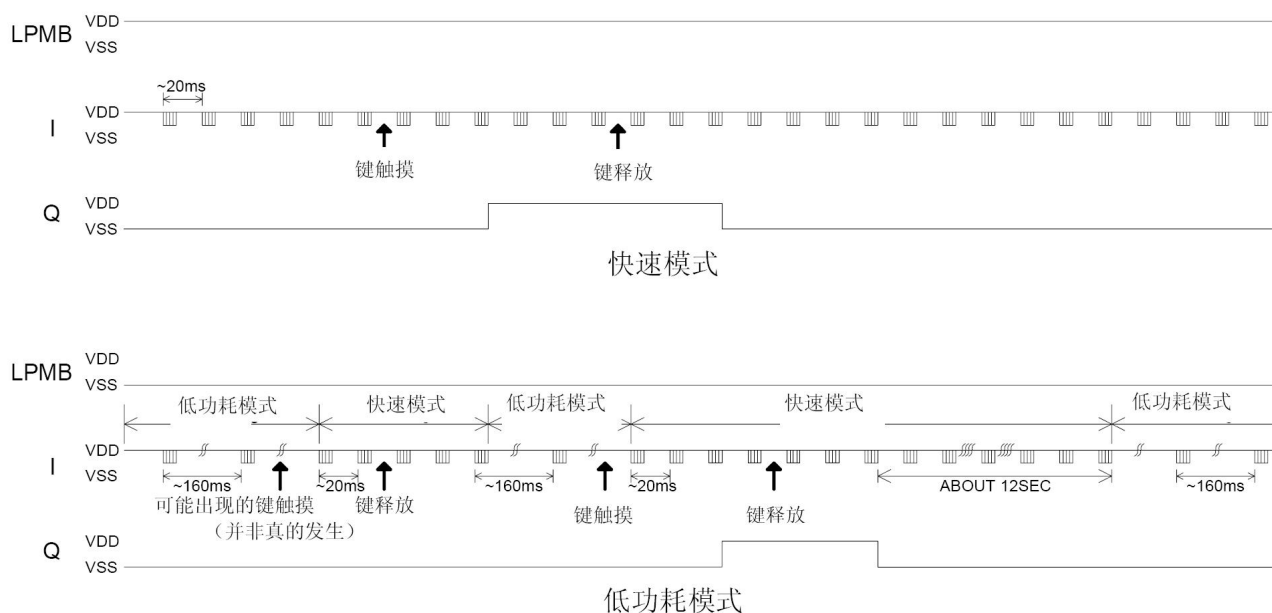 LPMB
VDD
VSS
~20ms
I
VDD
VSS
键触摸
键释放
Q
VDD
VSS
快速模式
LPMB
VDD
VSS
低功耗模式
快速模式
低功耗模式
快速模式
低功耗模式
I
VDD
VSS
~160ms
~20ms
~160ms
~20ms
ABOUT 12SEC
~160ms
可能出现的键触摸
(并非真的发生)
键释放
键触摸
键释放
Q
VDD
VSS
低功耗模式